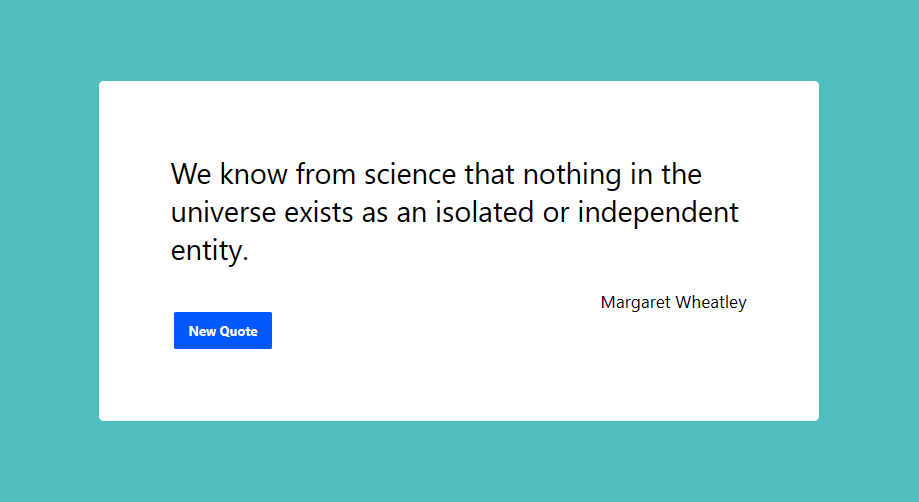 We know from science that nothing in the
universe exists as an isolated or independent
entity.
Margaret Wheatley
New Quote